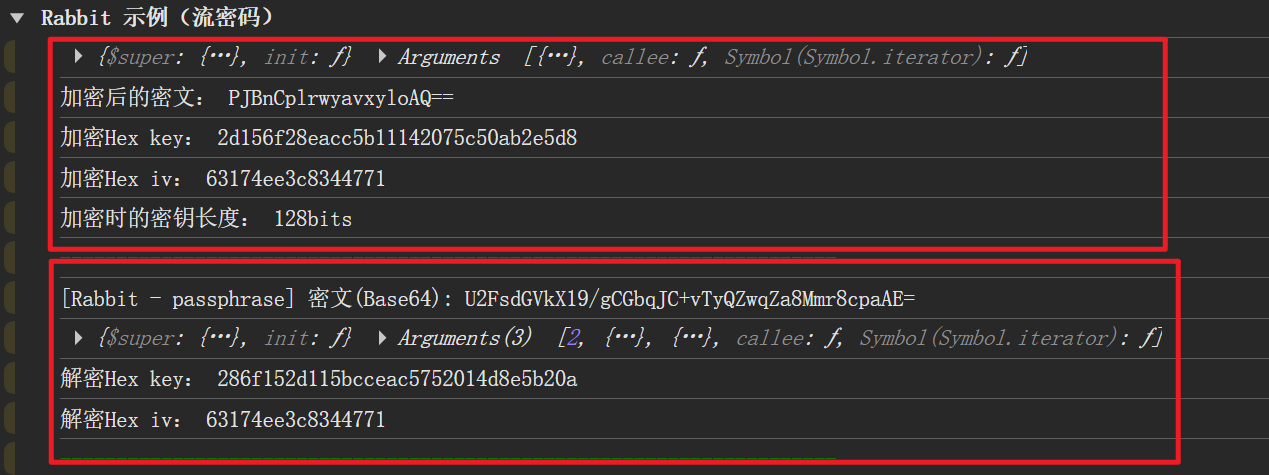 ▼ Rabbit 示例（流密码）
▶ {$super: {…}, init: ƒ} ▶ Arguments [{…}, callee: ƒ, Symbol(Symbol.iterator): ƒ]
加密后的密文： PJBnCplrwyavxyloAQ==
加密Hex key： 2d156f28eacc5b11142075c50ab2e5d8
加密Hex iv： 63174ee3c8344771
加密时的密钥长度： 128bits
----------------------------------------------------------------------
[Rabbit - passphrase] 密文(Base64): U2FsdGVkX19/gCGbqJC+vTyQZwqZa8Mmr8cpaAE=
▶ {$super: {…}, init: ƒ} ▶ Arguments(3) [2, {…}, {…}, callee: ƒ, Symbol(Symbol.iterator): ƒ]
解密Hex key： 286f152d115bcceac5752014d8e5b20a
解密Hex iv： 63174ee3c8344771
----------------------------------------------------------------------